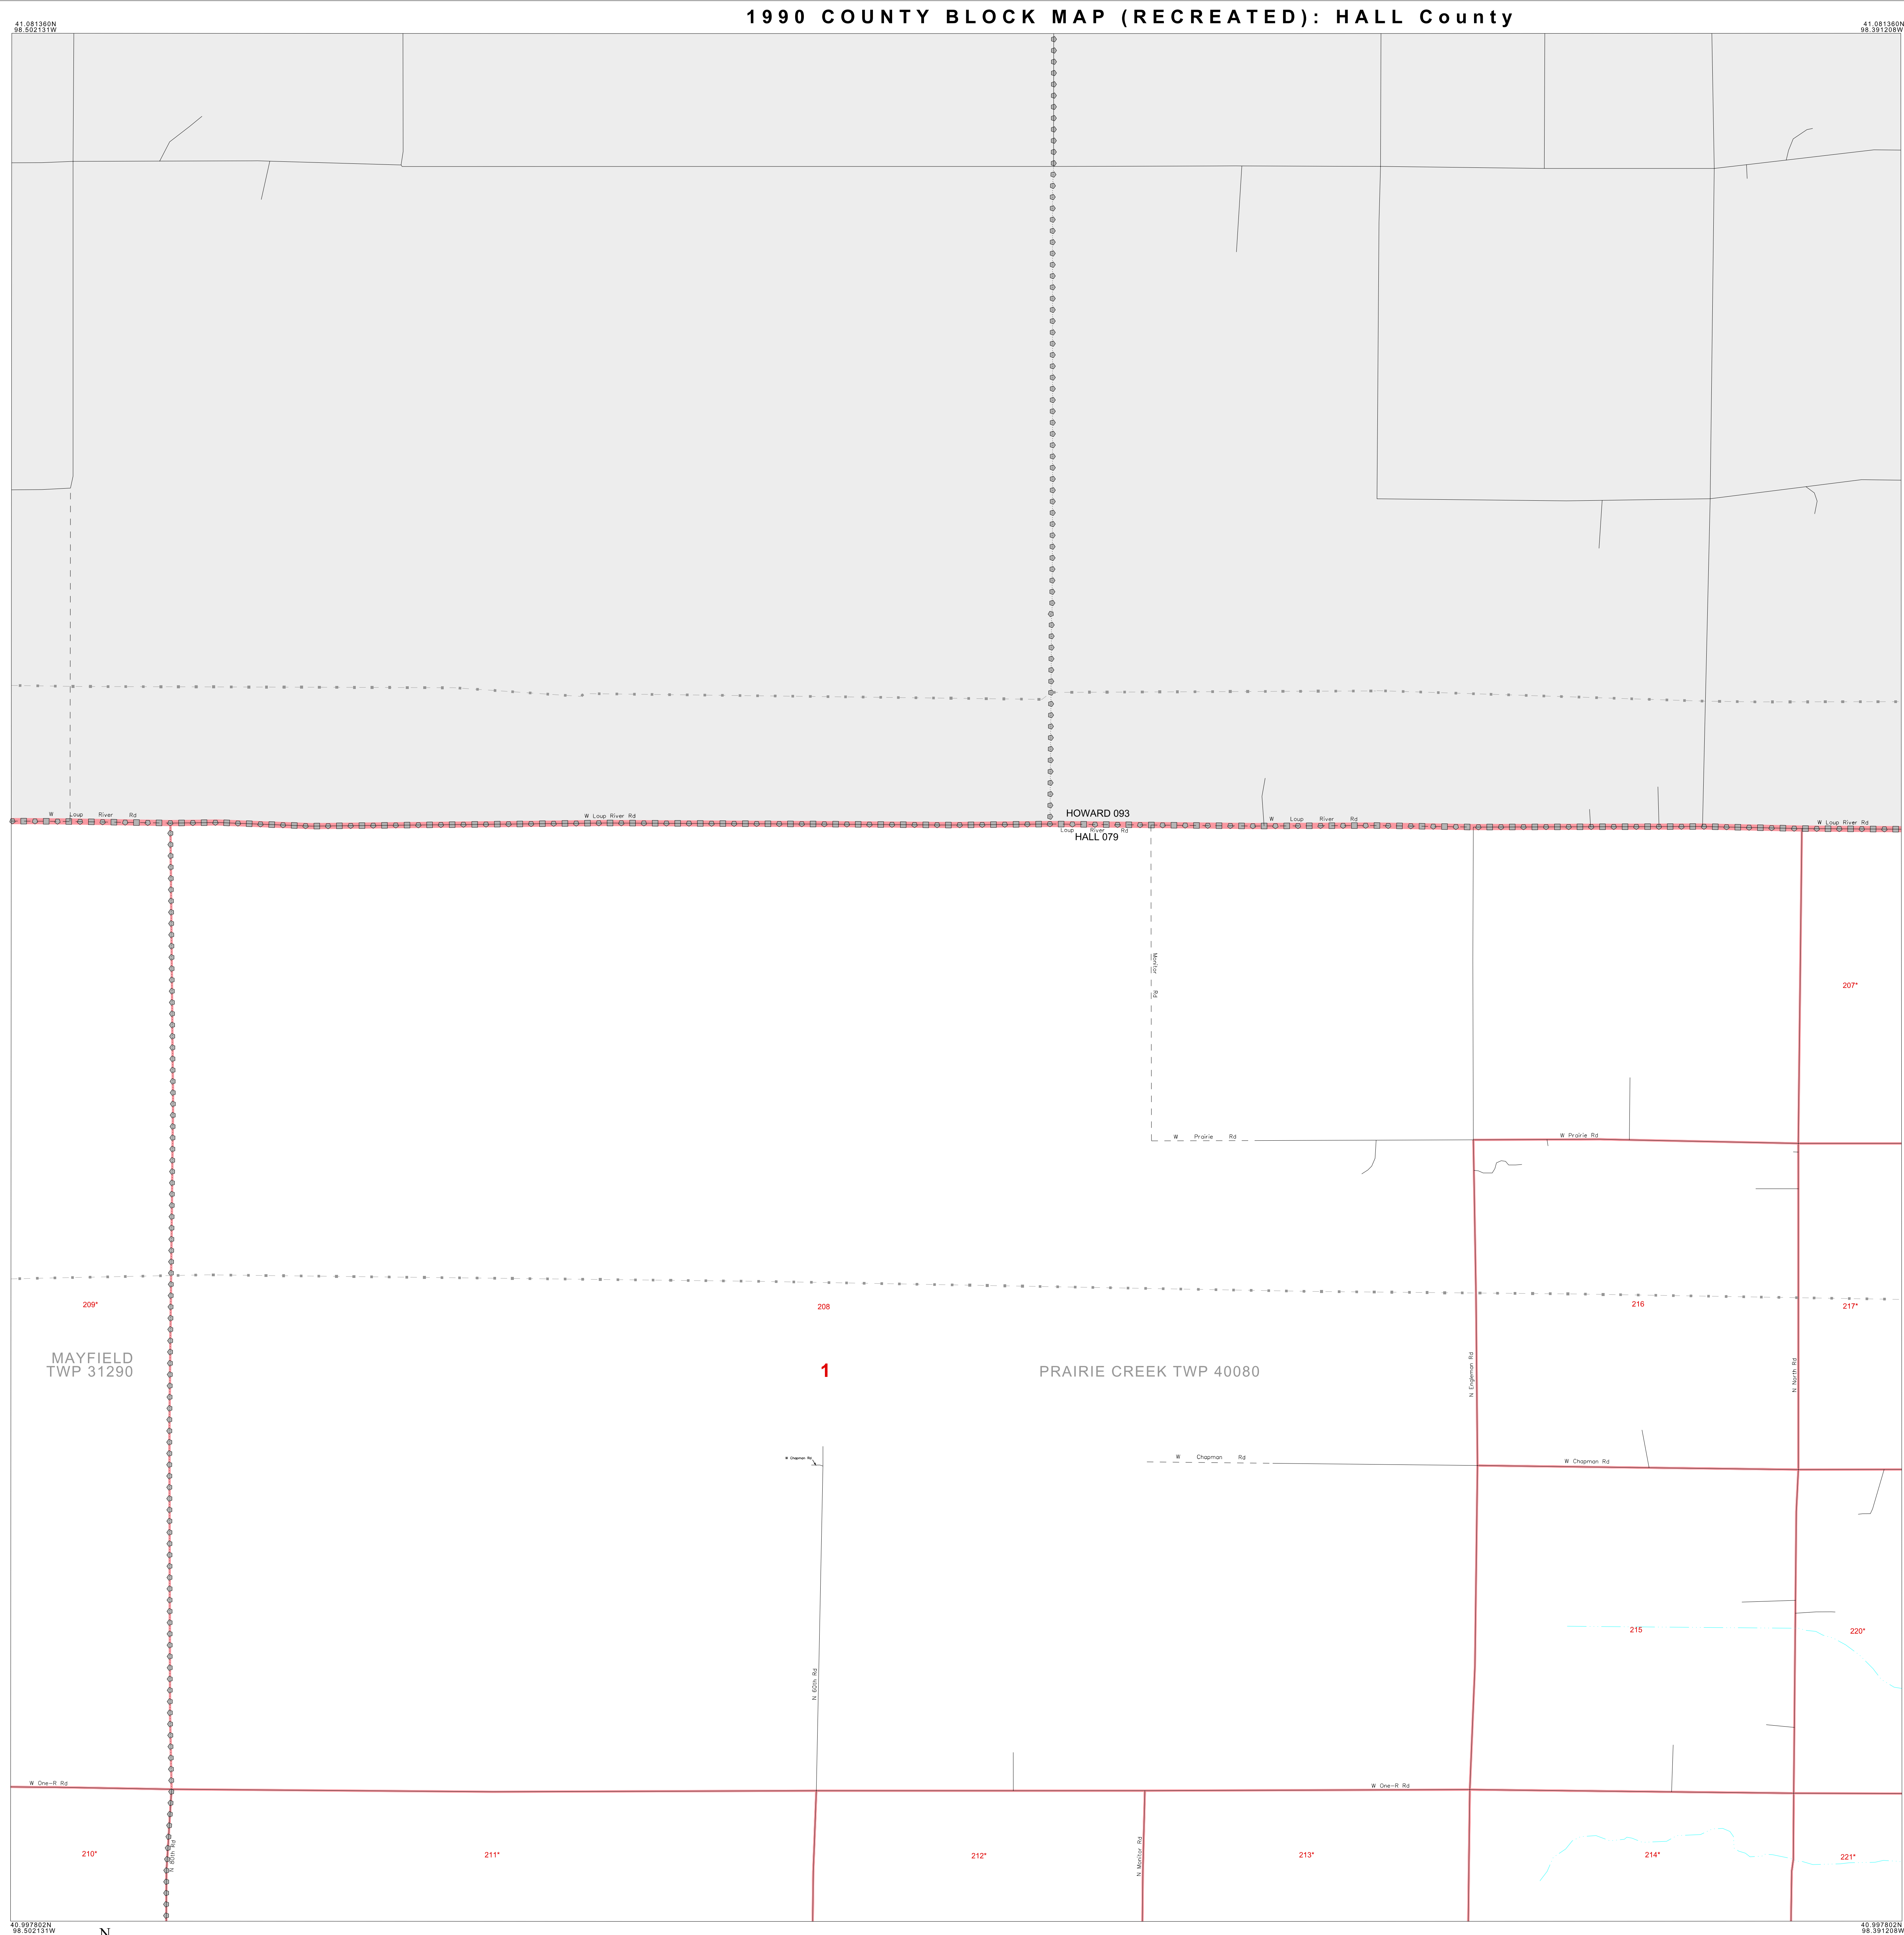 1990 COUNTY BLOCK MAP (RECREATED): HALL County
41.081360N
98.502131W
41.081360N
98.391208W
W Loup River Rd
W Loup River Rd
HOWARD 093
Loup River Rd
HALL 079
W Loup River Rd
W Loup River Rd
Monitor Rd
207*
W Prairie Rd
W Prairie Rd
209*
208
216
217*
MAYFIELD
TWP 31290
1
PRAIRIE CREEK TWP 40080
N Engleman Rd
N North Rd
W Chapman Rd
W Chapman Rd
W Chapman Rd
215
220*
N 60th Rd
W One-R Rd
W One-R Rd
210*
N 80th Rd
211*
212*
N Monitor Rd
213*
214*
221*
40.997802N
98.502131W
N
40.997802N
98.391208W